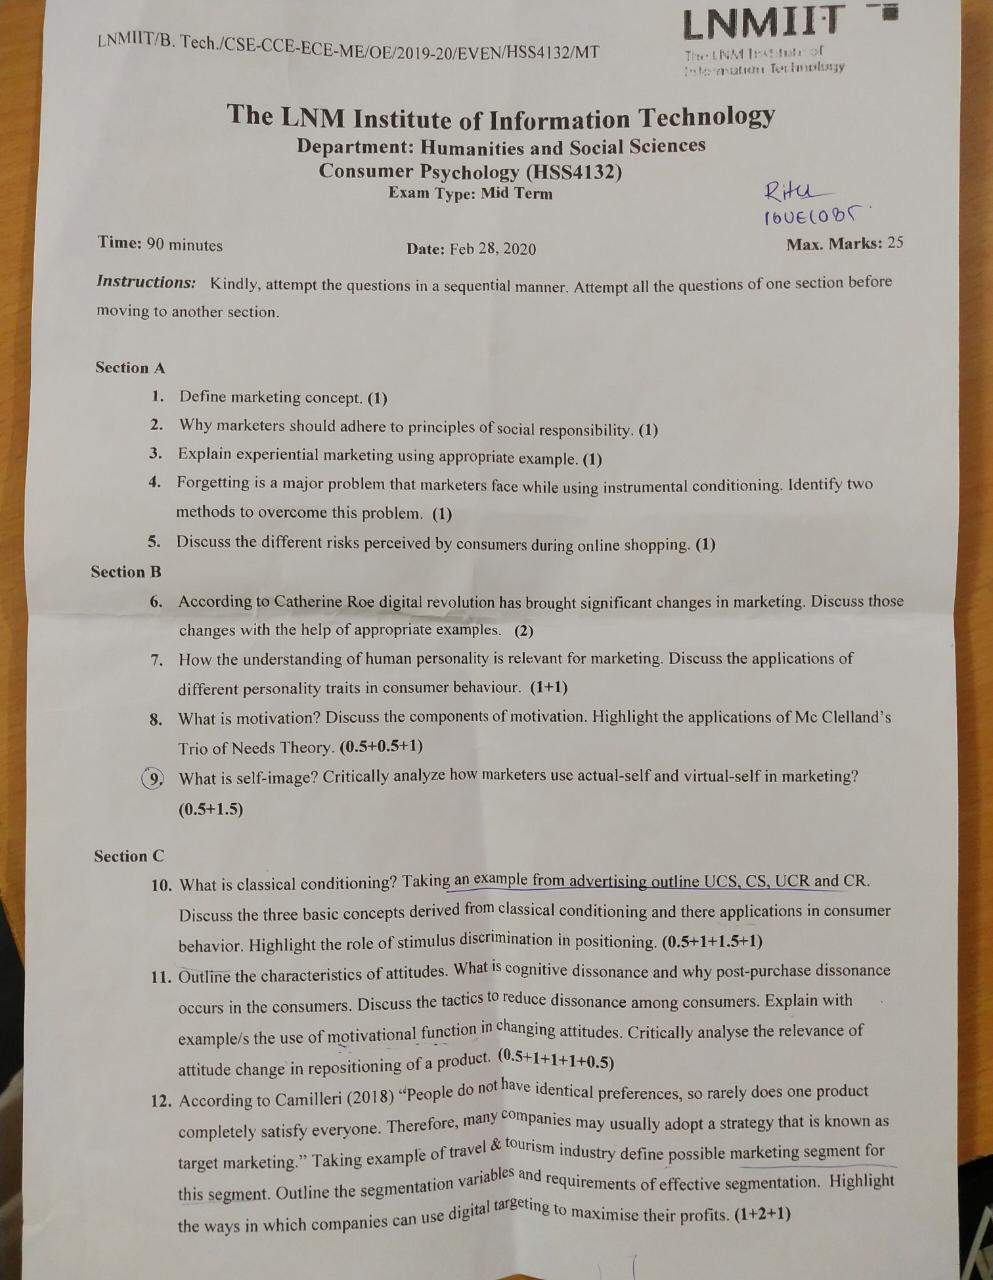 LNMIIT/B. Tech./CSE-CCE-ECE-ME/OE/2019-20/EVEN/HSS4132/MT
LNMIIT
The LNM Institute of
Information Technology
The LNM Institute of Information Technology
Department: Humanities and Social Sciences
Consumer Psychology (HSS4132)
Exam Type: Mid Term
Ritu
Time: 90 minutes
Date: Feb 28, 2020
Max. Marks: 25
Instructions: Kindly, attempt the questions in a sequential manner. Attempt all the questions of one section before
moving to another section.
Section A
1. Define marketing concept. (1)
2. Why marketers should adhere to principles of social responsibility. (1)
3. Explain experiential marketing using appropriate example. (1)
4. Forgetting is a major problem that marketers face while using instrumental conditioning. Identify two
methods to overcome this problem. (1)
5. Discuss the different risks perceived by consumers during online shopping. (1)
Section B
6. According to Catherine Roe digital revolution has brought significant changes in marketing. Discuss those
changes with the help of appropriate examples. (2)
7. How the understanding of human personality is relevant for marketing. Discuss the applications of
different personality traits in consumer behaviour. (1+1)
8. What is motivation? Discuss the components of motivation. Highlight the applications of Mc Clelland's
Trio of Needs Theory. (0.5+0.5+1)
9. What is self-image? Critically analyze how marketers use actual-self and virtual-self in marketing?
(0.5+1.5)
Section C
10. What is classical conditioning? Taking an example from advertising outline UCS, CS, UCR and CR.
Discuss the three basic concepts derived from classical conditioning and there applications in consumer
behavior. Highlight the role of stimulus discrimination in positioning. (0.5+1+1.5+1)
11. Outline the characteristics of attitudes. What is cognitive dissonance and why post-purchase dissonance
occurs in the consumers. Discuss the tactics to reduce dissonance among consumers. Explain with
example/s the use of motivational function in changing attitudes. Critically analyse the relevance of
attitude change in repositioning of a product. (0.5+1+1+1+0.5)
12. According to Camilleri (2018) “People do not have identical preferences, so rarely does one product
completely satisfy everyone. Therefore, many companies may usually adopt a strategy that is known as
target marketing.” Taking example of travel & tourism industry define possible marketing segment for
this segment. Outline the segmentation variables and requirements of effective segmentation. Highlight
the ways in which companies can use digital targeting to maximise their profits. (1+2+1)